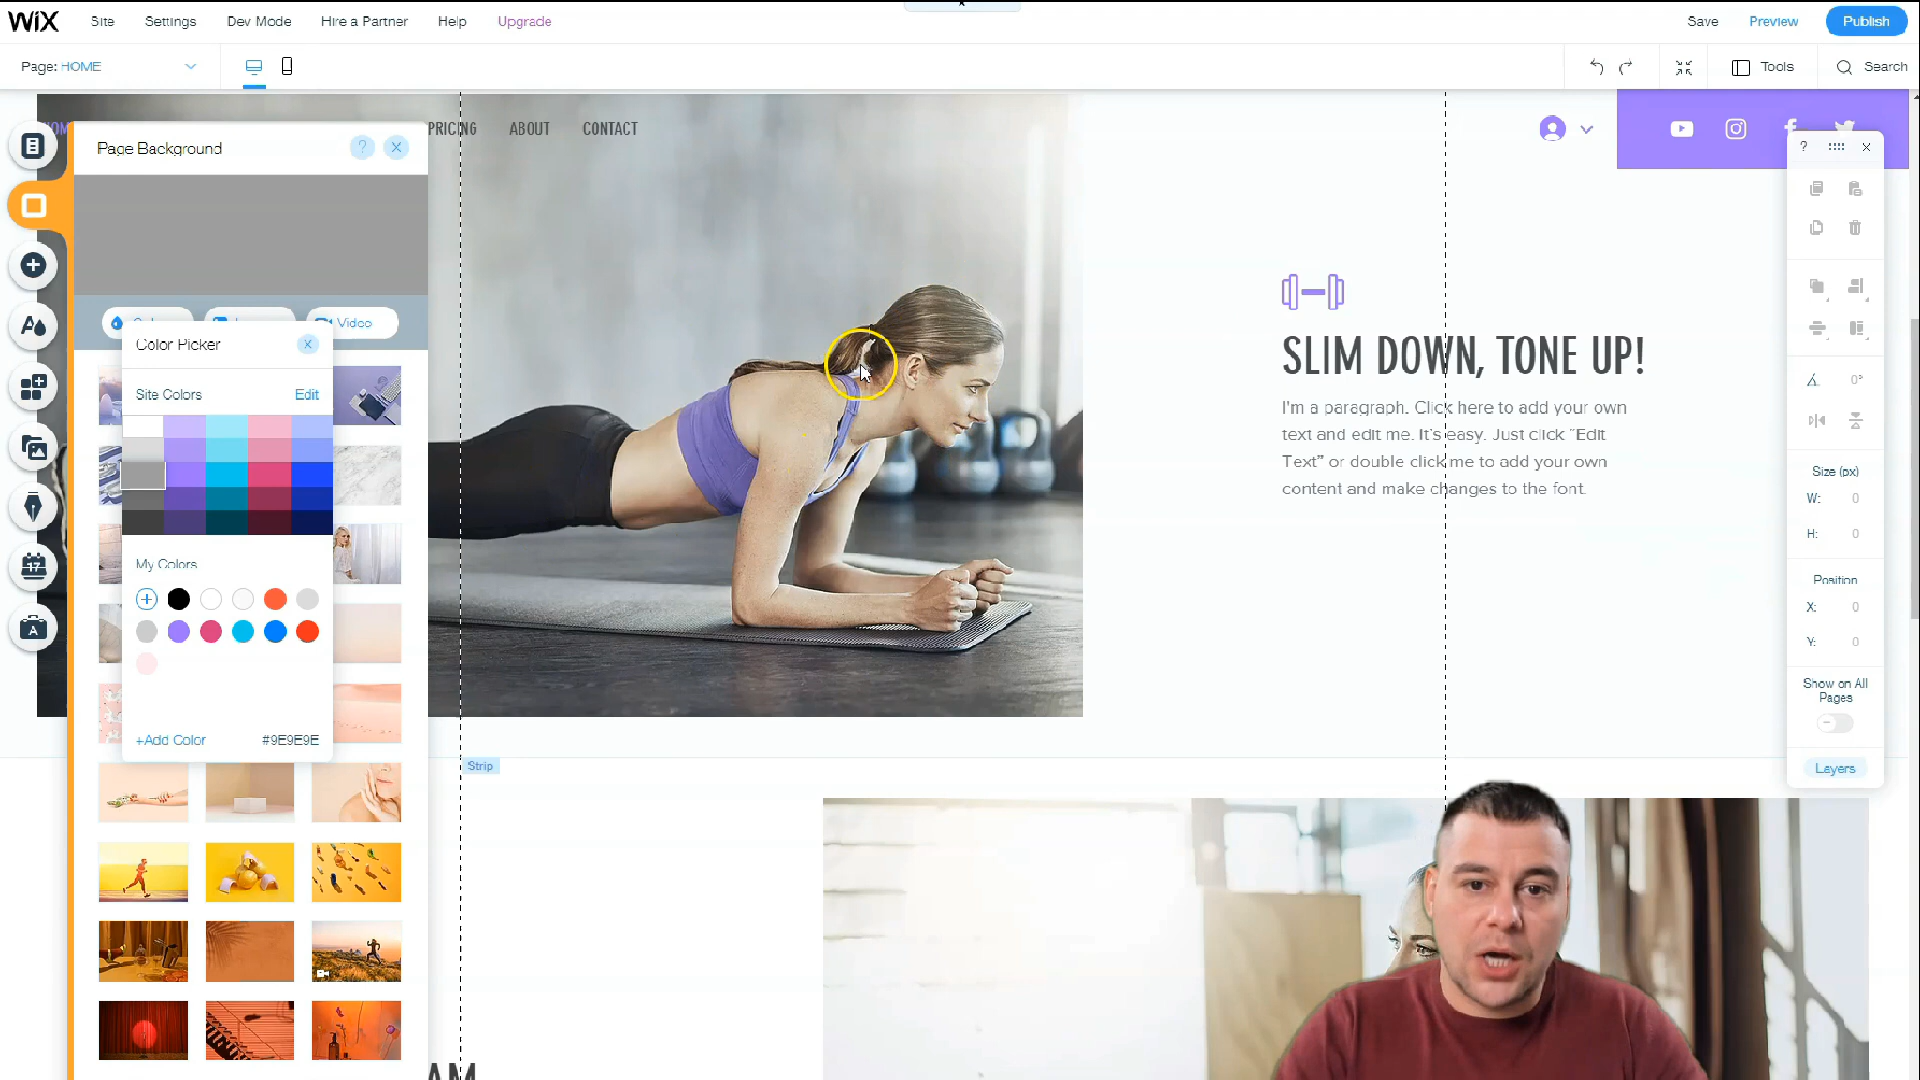 WiX Site Settings Dev Mode Hire a Partner Help Upgrade Save Preview Publish
Page: HOME Tools Search
PRICING ABOUT CONTACT
Page Background ?
Video
Color Picker
Site Colors Edit
My Colors
+Add Color #9E9E9E
SLIM DOWN, TONE UP!
I'm a paragraph. Click here to add your own
text and edit me. It's easy. Just click "Edit
Text" or double click me to add your own
content and make changes to the font.
Strip
?
0°
Size (px)
W: 0
H: 0
Position
X: 0
Y: 0
Show on All
Pages
Layers
17
A
AM